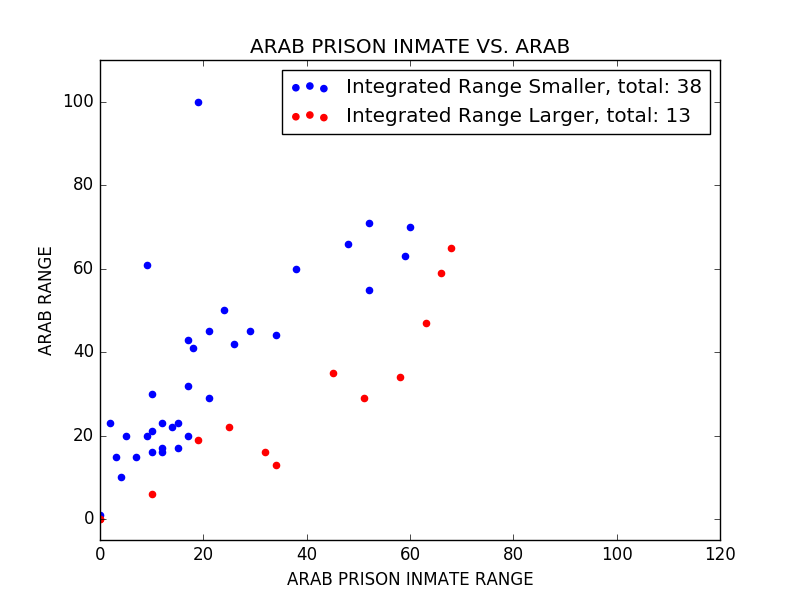 ARAB PRISON INMATE VS. ARAB
Integrated Range Smaller, total: 38
Integrated Range Larger, total: 13
100
80
60
40
20
0
ARAB RANGE
0 20 40 60 80 100 120
ARAB PRISON INMATE RANGE